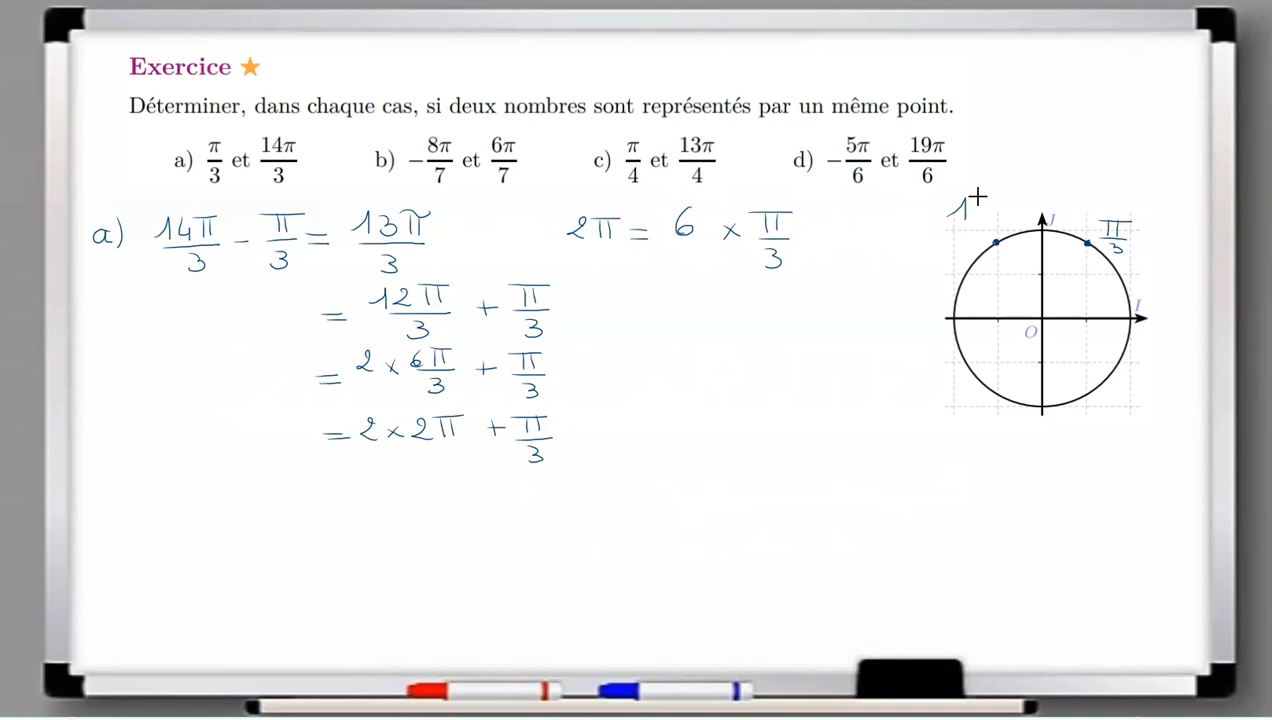 Exercice ★
Déterminer, dans chaque cas, si deux nombres sont représentés par un même point.
a) π/3 et 14π/3 b) −8π/7 et 6π/7 c) π/4 et 13π/4 d) −5π/6 et 19π/6
a) 14π/3 − π/3 = 13π/3 2π = 6 × π/3
= 12π/3 + π/3
= 2 × 6π/3 + π/3
= 2 × 2π + π/3
1
J
π/3
I
O